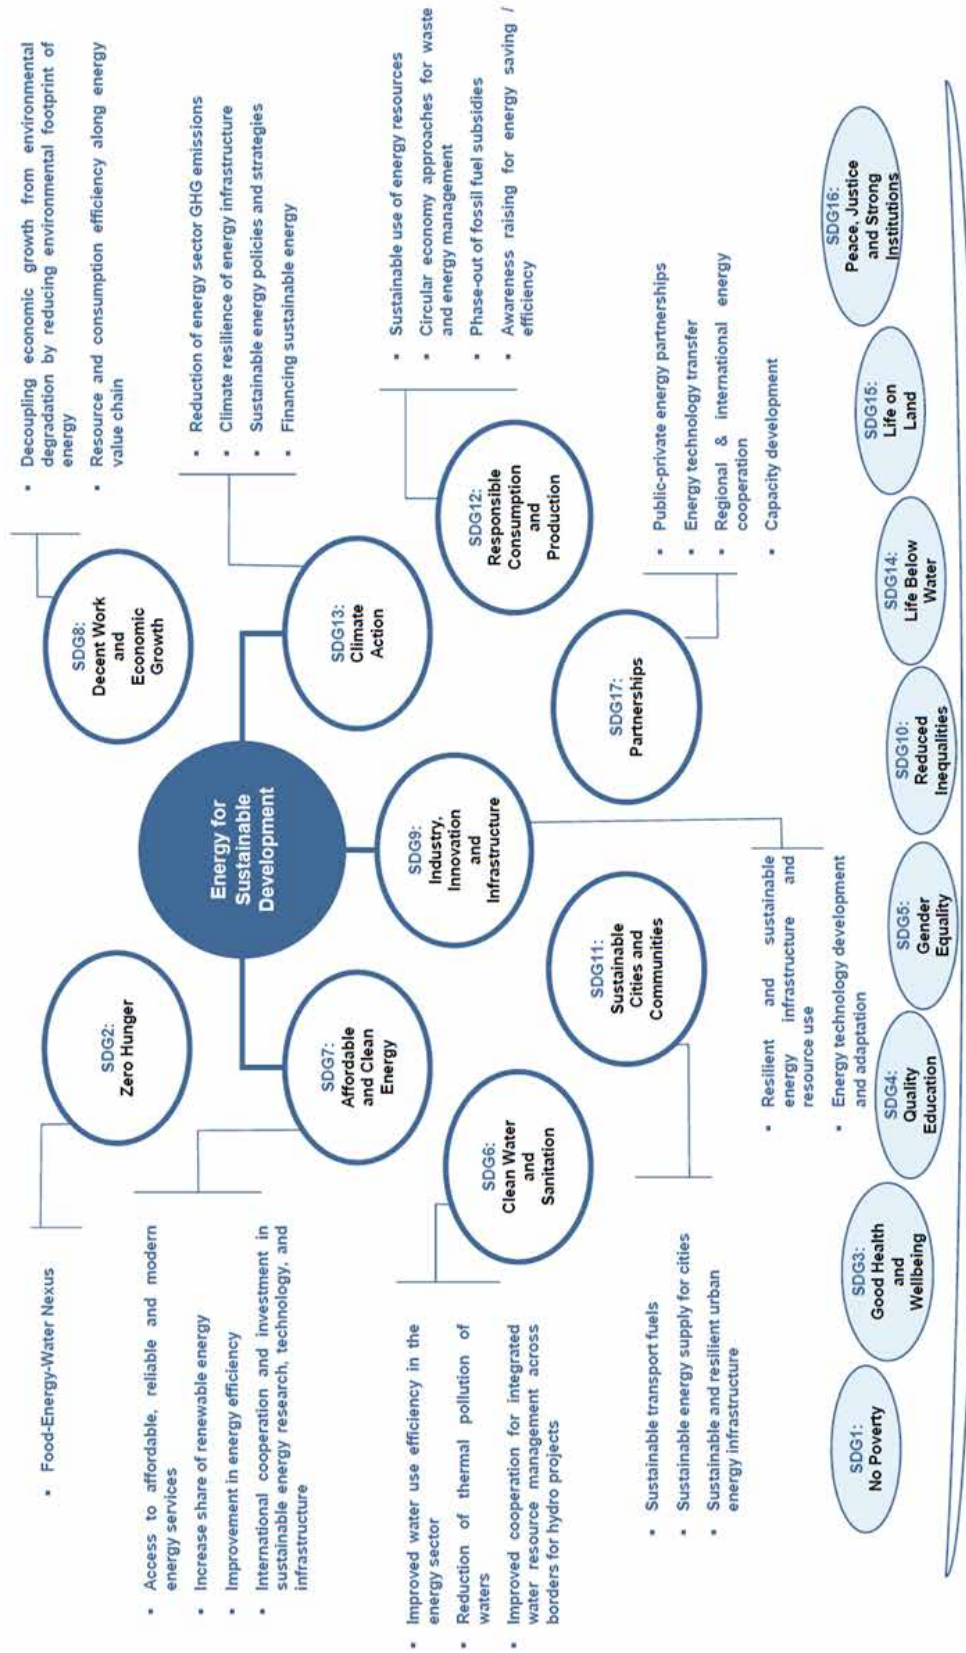 Energy for
Sustainable
Development
SDG2:
Zero Hunger
▪ Food-Energy-Water Nexus
SDG8:
Decent Work
and
Economic
Growth
▪ Decoupling economic growth from environmental
degradation by reducing environmental footprint of
energy
▪ Resource and consumption efficiency along energy
value chain
SDG7:
Affordable
and Clean
Energy
▪ Access to affordable, reliable and modern
energy services
▪ Increase share of renewable energy
▪ Improvement in energy efficiency
▪ International cooperation and investment in
sustainable energy research, technology, and
infrastructure
SDG13:
Climate
Action
▪ Reduction of energy sector GHG emissions
▪ Climate resilience of energy infrastructure
▪ Sustainable energy policies and strategies
▪ Financing sustainable energy
SDG9:
Industry,
Innovation
and
Infrastructure
▪ Resilient and sustainable
energy infrastructure and
resource use
▪ Energy technology development
and adaptation
SDG6:
Clean Water
and
Sanitation
▪ Improved water use efficiency in the
energy sector
▪ Reduction of thermal pollution of
waters
▪ Improved cooperation for integrated
water resource management across
borders for hydro projects
SDG12:
Responsible
Consumption
and
Production
▪ Sustainable use of energy resources
▪ Circular economy approaches for waste
and energy management
▪ Phase-out of fossil fuel subsidies
▪ Awareness raising for energy saving /
efficiency
SDG11:
Sustainable
Cities and
Communities
▪ Sustainable transport fuels
▪ Sustainable energy supply for cities
▪ Sustainable and resilient urban
energy infrastructure
SDG17:
Partnerships
▪ Public-private energy partnerships
▪ Energy technology transfer
▪ Regional & international energy
cooperation
▪ Capacity development
SDG1:
No Poverty
SDG3:
Good Health
and
Wellbeing
SDG4:
Quality
Education
SDG5:
Gender
Equality
SDG10:
Reduced
Inequalities
SDG14:
Life Below
Water
SDG15:
Life on
Land
SDG16:
Peace, Justice
and Strong
Institutions